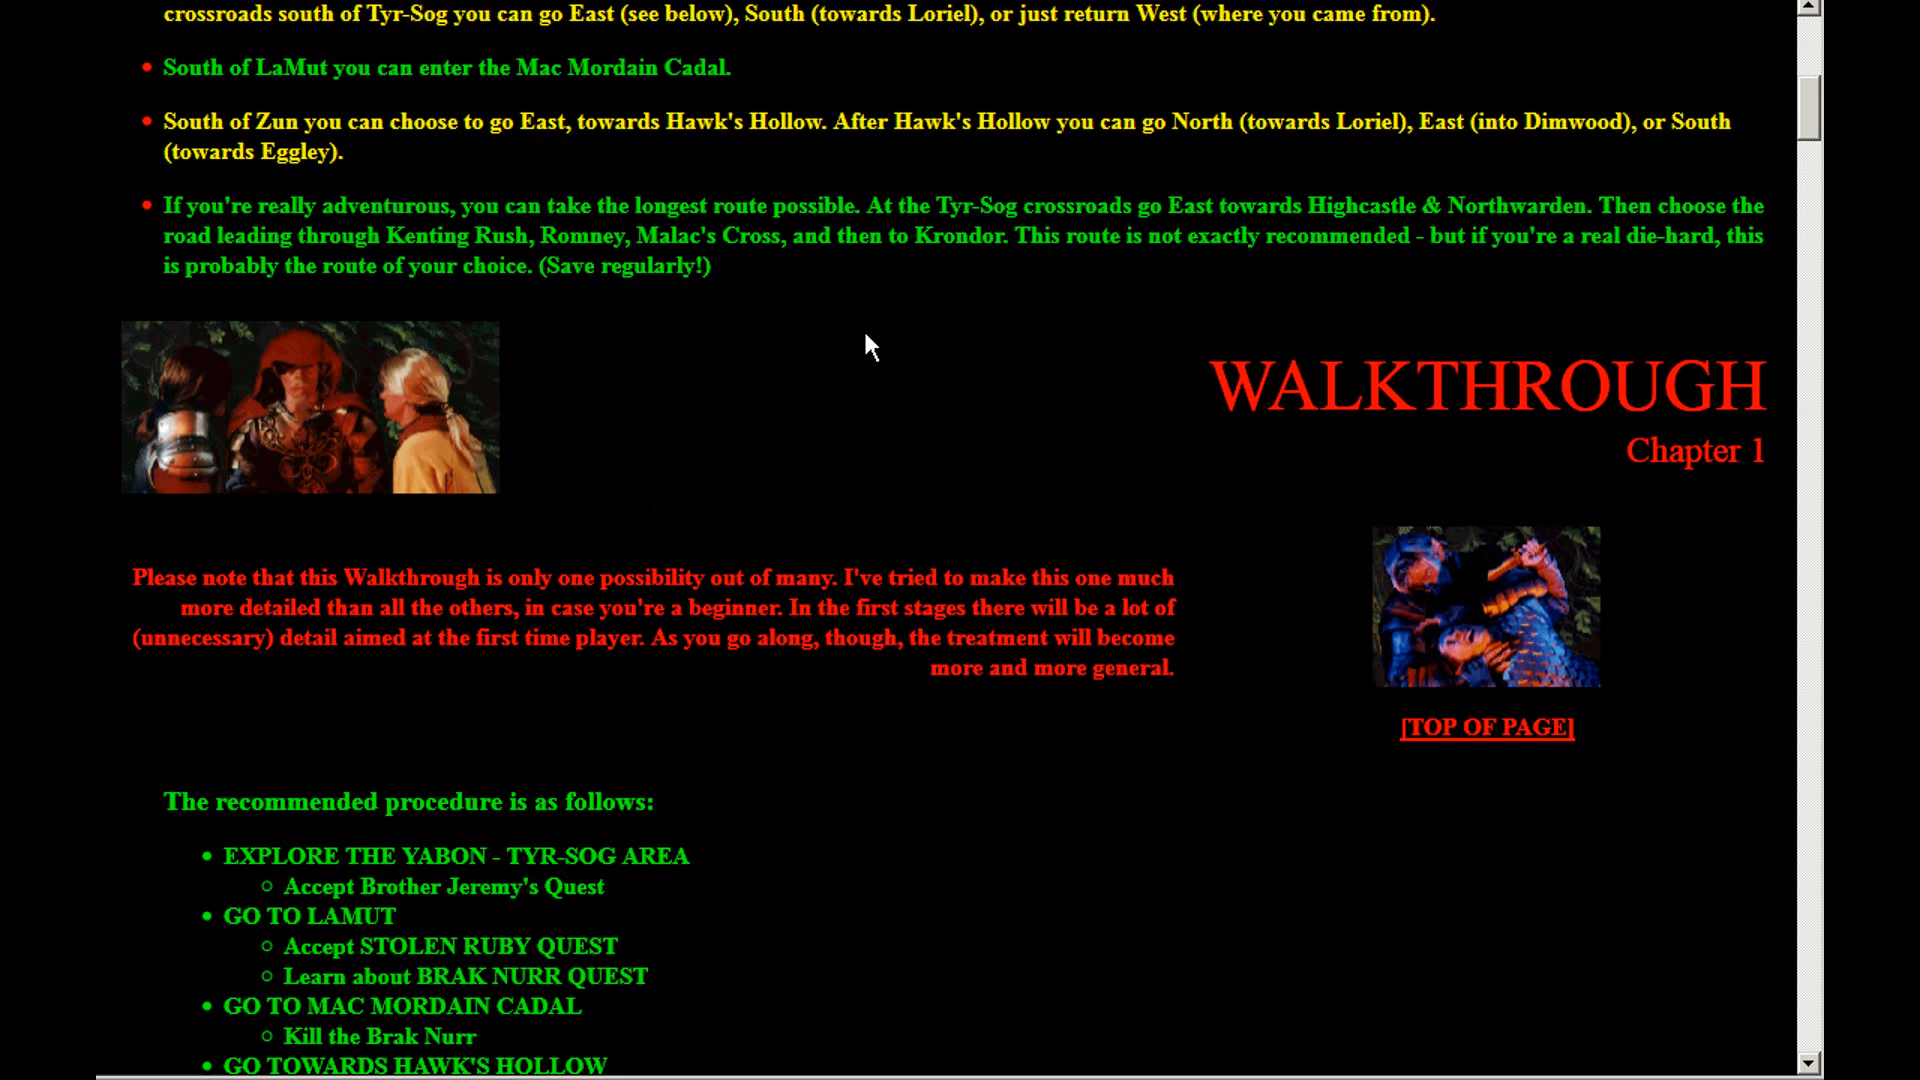 crossroads south of Tyr-Sog you can go East (see below), South (towards Loriel), or just return West (where you came from).
South of LaMut you can enter the Mac Mordain Cadal.
South of Zun you can choose to go East, towards Hawk's Hollow. After Hawk's Hollow you can go North (towards Loriel), East (into Dimwood), or South
(towards Eggley).
If you're really adventurous, you can take the longest route possible. At the Tyr-Sog crossroads go East towards Highcastle & Northwarden. Then choose the
road leading through Kenting Rush, Romney, Malac's Cross, and then to Krondor. This route is not exactly recommended - but if you're a real die-hard, this
is probably the route of your choice. (Save regularly!)
WALKTHROUGH
Chapter 1
Please note that this Walkthrough is only one possibility out of many. I've tried to make this one much
more detailed than all the others, in case you're a beginner. In the first stages there will be a lot of
(unnecessary) detail aimed at the first time player. As you go along, though, the treatment will become
more and more general.
[TOP OF PAGE]
The recommended procedure is as follows:
EXPLORE THE YABON - TYR-SOG AREA
Accept Brother Jeremy's Quest
GO TO LAMUT
Accept STOLEN RUBY QUEST
Learn about BRAK NURR QUEST
GO TO MAC MORDAIN CADAL
Kill the Brak Nurr
GO TOWARDS HAWK'S HOLLOW